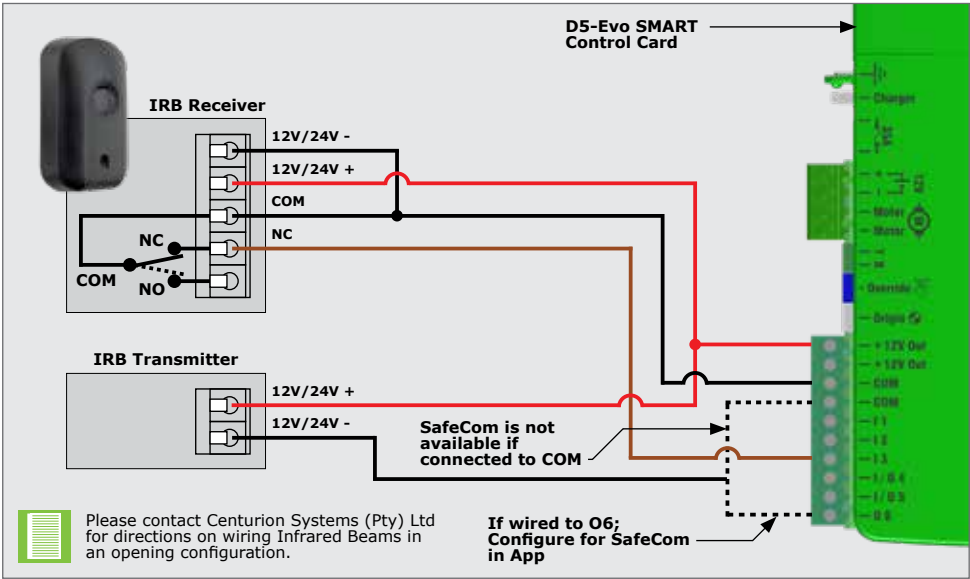 D5-Evo SMART
Control Card
IRB Receiver
12V/24V -
12V/24V +
COM
NC
NC
COM
NO
IRB Transmitter
12V/24V +
12V/24V -
SafeCom is not
available if
connected to COM
If wired to O6;
Configure for SafeCom
in App
Please contact Centurion Systems (Pty) Ltd
for directions on wiring Infrared Beams in
an opening configuration.
Charger
Motor
Motor
Override
Origin
+ 12V Out
+ 12V Out
COM
COM
I 1
I 2
I 3
I / O 4
I / O 5
O 6